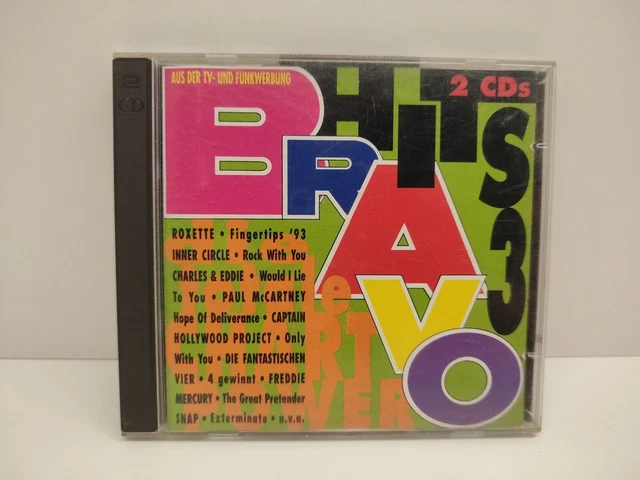 2
CD
AUS DER TV- UND FUNKWERBUNG
2 CDs
BRAVO
HITS
3
ROXETTE • Fingertips '93
INNER CIRCLE • Rock With You
CHARLES & EDDIE • Would I Lie
To You • PAUL McCARTNEY
Hope Of Deliverance • CAPTAIN
HOLLYWOOD PROJECT • Only
With You • DIE FANTASTISCHEN
VIER • 4 gewinnt • FREDDIE
MERCURY • The Great Pretender
SNAP • Exterminate • u.v.a.